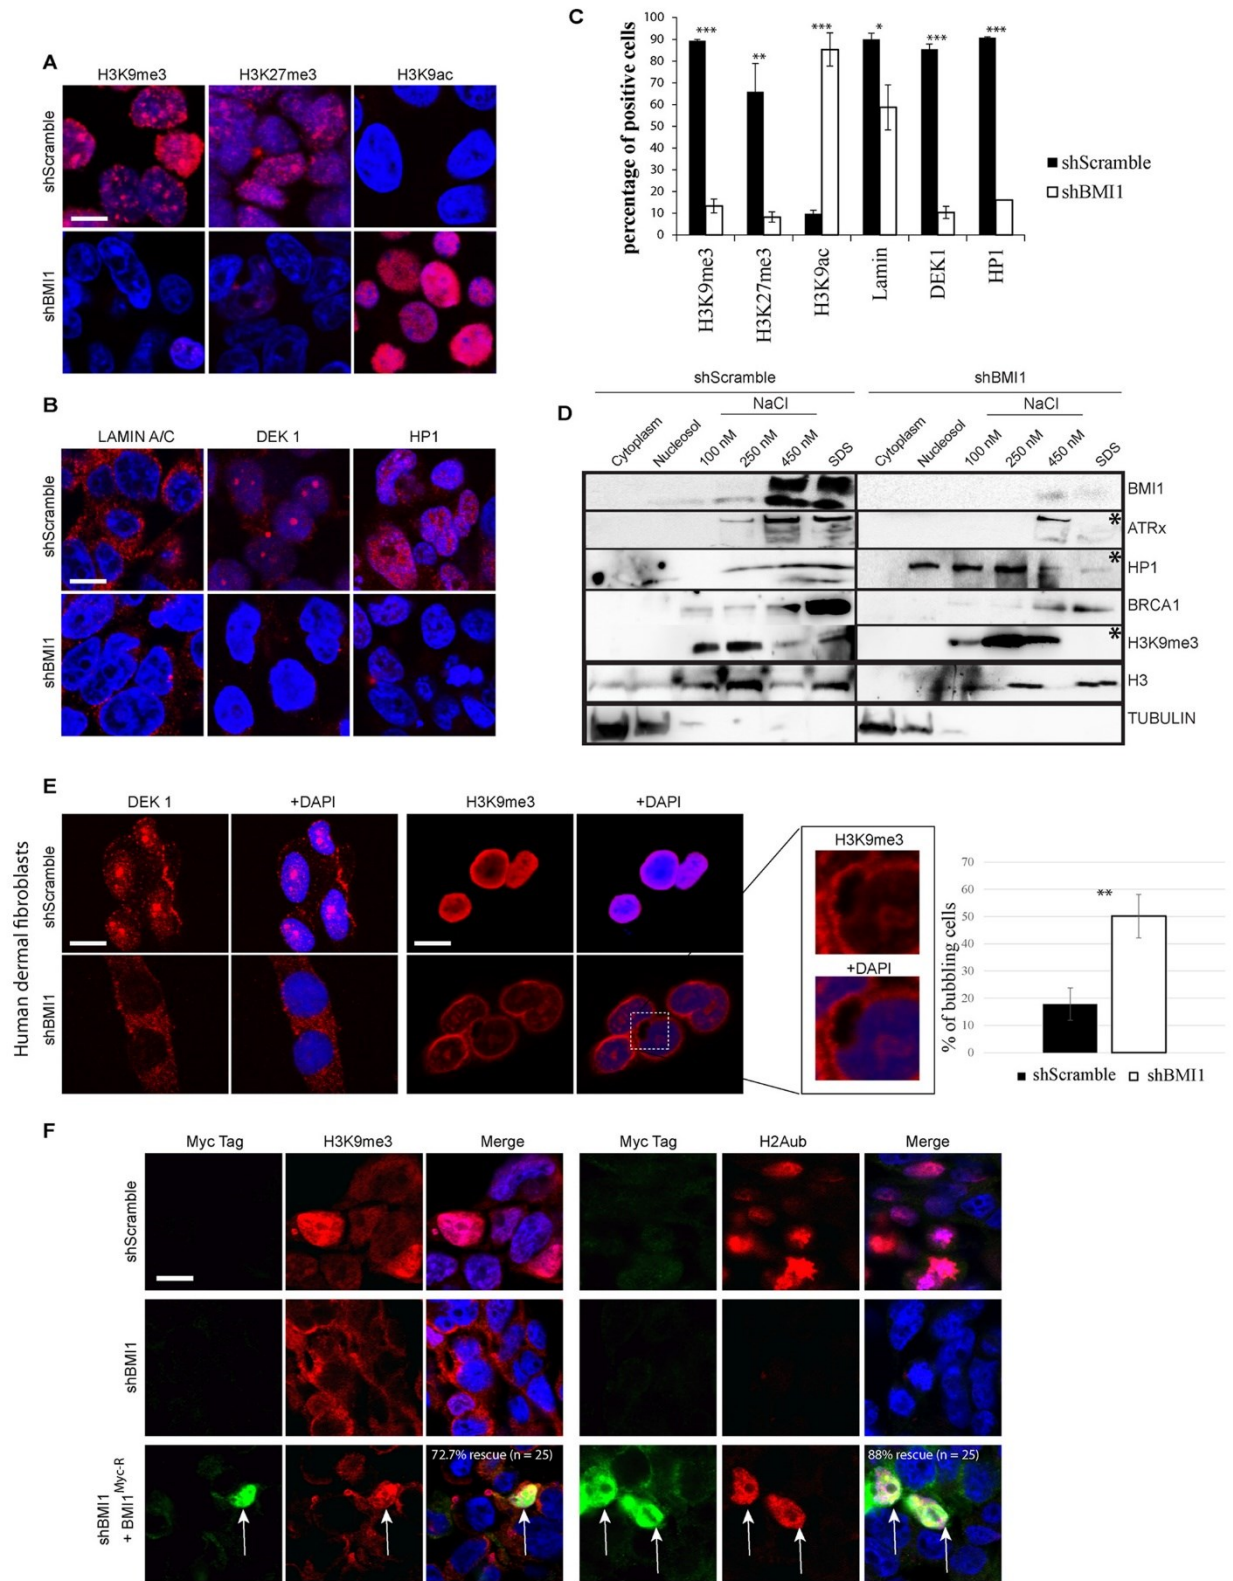 A
H3K9me3 H3K27me3 H3K9ac
shScramble
shBMI1
B
LAMIN A/C DEK 1 HP1
shScramble
shBMI1
C
percentage of positive cells
100
90
80
70
60
50
40
30
20
10
0
*** ** *** * *** ***
H3K9me3 H3K27me3 H3K9ac Lamin DEK1 HP1
shScramble
shBMI1
D
shScramble shBMI1
NaCl NaCl
Cytoplasm Nucleosol 100 nM 250 nM 450 nM SDS Cytoplasm Nucleosol 100 nM 250 nM 450 nM SDS
BMI1
* ATRx
* HP1
BRCA1
* H3K9me3
H3
TUBULIN
E
DEK 1 +DAPI H3K9me3 +DAPI
Human dermal fibroblasts
shScramble
shBMI1
H3K9me3
+DAPI
% of bubbling cells
70
60
50
40
30
20
10
0
**
shScramble shBMI1
F
Myc Tag H3K9me3 Merge Myc Tag H2Aub Merge
shScramble
shBMI1
shBMI1
+ BMI1 Myc-R
72.7% rescue (n = 25) 88% rescue (n = 25)